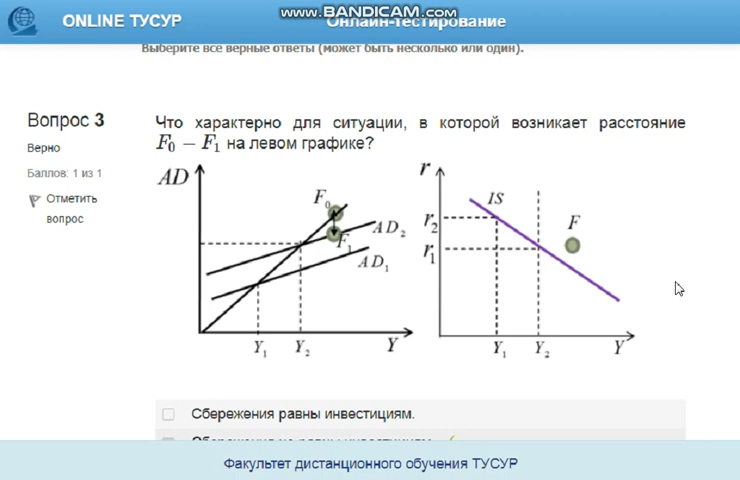 www.BANDICAM.com
ONLINE ТУСУР
Онлайн-тестирование
Выберите все верные ответы (может быть несколько или один).
Вопрос 3
Верно
Баллов: 1 из 1
Отметить
вопрос
Что характерно для ситуации, в которой возникает расстояние
F₀ − F₁ на левом графике?
AD
F₀
F₁
AD₂
AD₁
Y₁
Y₂
Y
r
IS
r₂
r₁
F
Y₁
Y₂
Y
Сбережения равны инвестициям.
Факультет дистанционного обучения ТУСУР